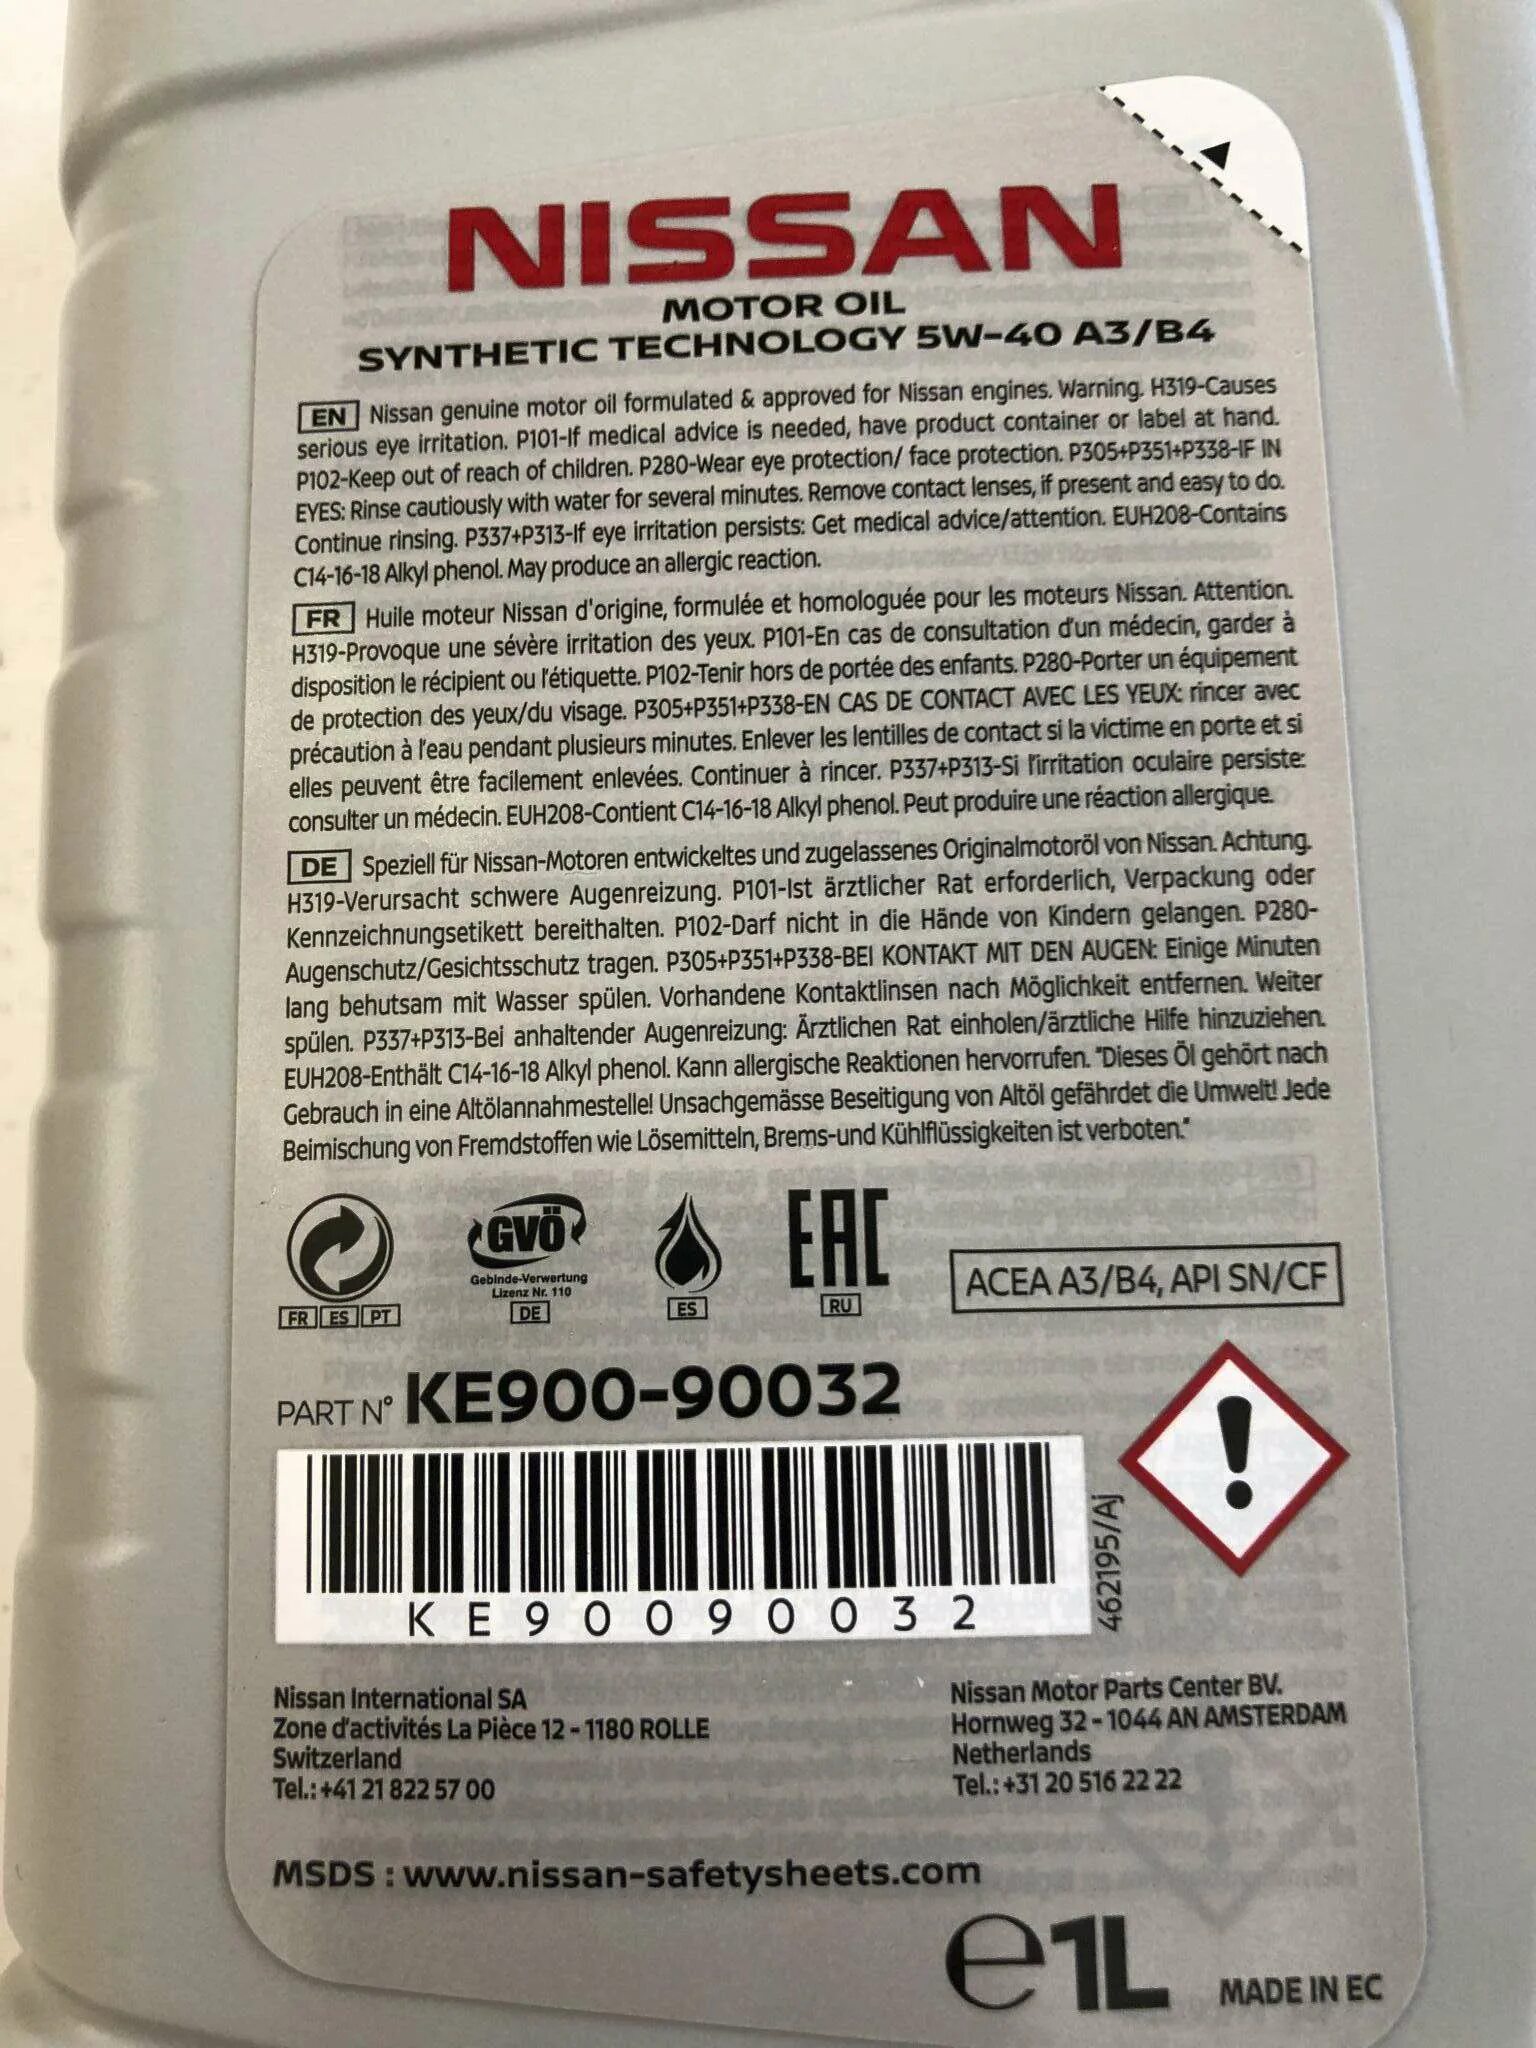 NISSAN
MOTOR OIL
SYNTHETIC TECHNOLOGY 5W-40 A3/B4
EN Nissan genuine motor oil formulated & approved for Nissan engines. Warning. H319-Causes
serious eye irritation. P101-If medical advice is needed, have product container or label at hand.
P102-Keep out of reach of children. P280-Wear eye protection/ face protection. P305+P351+P338-IF IN
EYES: Rinse cautiously with water for several minutes. Remove contact lenses, if present and easy to do.
Continue rinsing. P337+P313-If eye irritation persists: Get medical advice/attention. EUH208-Contains
C14-16-18 Alkyl phenol. May produce an allergic reaction.
FR Huile moteur Nissan d'origine, formulée et homologuée pour les moteurs Nissan. Attention.
H319-Provoque une sévère irritation des yeux. P101-En cas de consultation d'un médecin, garder à
disposition le récipient ou l'étiquette. P102-Tenir hors de portée des enfants. P280-Porter un équipement
de protection des yeux/du visage. P305+P351+P338-EN CAS DE CONTACT AVEC LES YEUX: rincer avec
précaution à l'eau pendant plusieurs minutes. Enlever les lentilles de contact si la victime en porte et si
elles peuvent être facilement enlevées. Continuer à rincer. P337+P313-Si l'irritation oculaire persiste:
consulter un médecin. EUH208-Contient C14-16-18 Alkyl phenol. Peut produire une réaction allergique.
DE Speziell für Nissan-Motoren entwickeltes und zugelassenes Originalmotoröl von Nissan. Achtung.
H319-Verursacht schwere Augenreizung. P101-Ist ärztlicher Rat erforderlich, Verpackung oder
Kennzeichnungsetikett bereithalten. P102-Darf nicht in die Hände von Kindern gelangen. P280-
Augenschutz/Gesichtsschutz tragen. P305+P351+P338-BEI KONTAKT MIT DEN AUGEN: Einige Minuten
lang behutsam mit Wasser spülen. Vorhandene Kontaktlinsen nach Möglichkeit entfernen. Weiter
spülen. P337+P313-Bei anhaltender Augenreizung: Ärztlichen Rat einholen/ärztliche Hilfe hinzuziehen.
EUH208-Enthält C14-16-18 Alkyl phenol. Kann allergische Reaktionen hervorrufen. "Dieses Öl gehört nach
Gebrauch in eine Altölannahmestelle! Unsachgemässe Beseitigung von Altöl gefährdet die Umwelt! Jede
Beimischung von Fremdstoffen wie Lösemitteln, Brems-und Kühlflüssigkeiten ist verboten."
FR ES PT
GVÖ
Gebinde-Verwertung
Lizenz Nr. 110
DE
ES
EAC
RU
ACEA A3/B4, API SN/CF
PART N° KE900-90032
KE90090032
462195/Aj
Nissan International SA
Zone d'activités La Pièce 12 - 1180 ROLLE
Switzerland
Tel.: +41 21 822 57 00
Nissan Motor Parts Center BV.
Hornweg 32 - 1044 AN AMSTERDAM
Netherlands
Tel.: +31 20 516 22 22
MSDS : www.nissan-safetysheets.com
e 1L
MADE IN EC